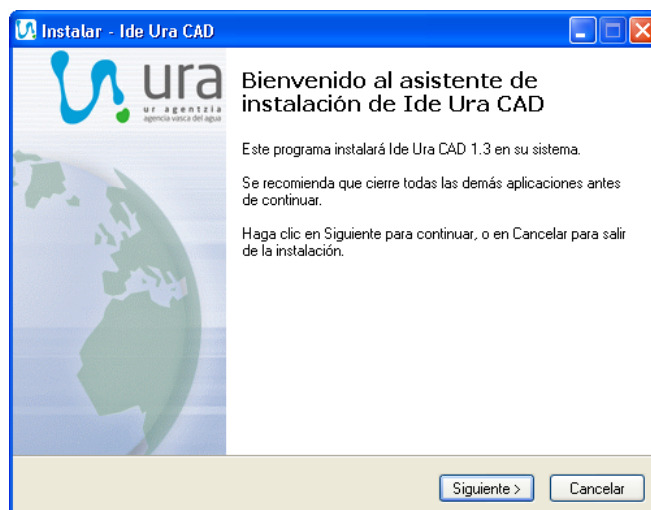 Instalar - Ide Ura CAD
ura
ur agentzia
agencia vasca del agua
Bienvenido al asistente de
instalación de Ide Ura CAD
Este programa instalará Ide Ura CAD 1.3 en su sistema.
Se recomienda que cierre todas las demás aplicaciones antes
de continuar.
Haga clic en Siguiente para continuar, o en Cancelar para salir
de la instalación.
Siguiente >
Cancelar